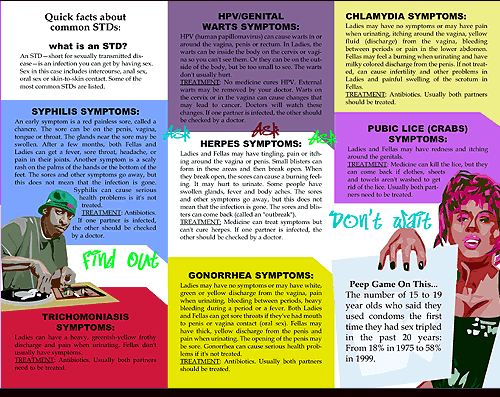 Quick facts about
common STDs:
what is an STD?
An STD—short for sexually transmitted dis-
ease—is an infection you can get by having sex.
Sex in this case includes intercourse, anal sex,
oral sex or skin-to-skin contact. Some of the
most common STDs are listed.
SYPHILIS SYMPTOMS:
An early symptom is a red painless sore, called a
chancre. The sore can be on the penis, vagina,
tongue or throat. The glands near the sore may be
swollen. After a few months, both Fellas and
Ladies can get a fever, sore throat, headache, or
pain in their joints. Another symptom is a scaly
rash on the palms of the hands or the bottom of the
feet. The sores and other symptoms go away, but
this does not mean that the infection is gone.
Syphilis can cause serious
health problems is it's not
treated.
TREATMENT: Antibiotics.
If one partner is infected,
the other should be checked
by a doctor.
Find Out
TRICHOMONIASIS
SYMPTOMS:
Ladies can have a heavy, greenish-yellow frothy
discharge and pain when urinating. Fellas don't
usually have symptoms.
TREATMENT: Antibiotics. Usually both partners
need to be treated.
HPV/GENITAL
WARTS SYMPTOMS:
HPV (human papillomavirus) can cause warts in
or around the vagina, penis or rectum. In Ladies, the
warts can be inside the body on the cervix or vagi-
na so you can't see them. Or they can be on the out-
side of the body, but be too small to see. The warts
don't usually hurt.
TREATMENT: No medicine cures HPV. External
warts may be removed by your doctor. Warts on the
cervix or in the vagina can cause changes that
may lead to cancer. Doctors will watch those
changes. If one partner is infected, the other should
be checked by a doctor.
Ask Ask Ask
HERPES SYMPTOMS:
Ladies and Fellas may have tingling, pain or itch-
ing around the vagina or penis. Small blisters can
form in these areas and then break open. When
they break open, the sores can cause a burning feel-
ing. It may hurt to urinate. Some people have
swollen glands, fever and body aches. The sores
and other symptoms go away, but this does not
mean that the infection is gone. The sores and blis-
ters can come back (called an "outbreak").
TREATMENT: Medicine can treat symptoms but
can't cure herpes. If one partner is infected, the
other should be checked by a doctor.
GONORRHEA SYMPTOMS:
Ladies may have no symptoms or may have white,
green or yellow discharge from the vagina, pain
when urinating, bleeding between periods, heavy
bleeding during a period or a fever. Both Ladies
and Fellas can get sore throats if they've had mouth
to penis or vagina contact (oral sex). Fellas may
have thick, yellow discharge from the penis and
pain when urinating. The opening of the penis may
be sore. Gonorrhea can cause serious health prob-
lems if it's not treated.
TREATMENT: Antibiotics. Usually both partners
should be treated.
CHLAMYDIA SYMPTOMS:
Ladies may have no symptoms or may have pain
when urinating, itching around the vagina, yellow
fluid (discharge) from the vagina, bleeding
between periods or pain in the lower abdomen.
Fellas may feel a burning when urinating and have
milky colored discharge from the penis. If not treat-
ed, can cause infertility and other problems in
Ladies and painful swelling of the scrotum in
Fellas.
TREATMENT: Antibiotics. Usually both partners
should be treated.
PUBIC LICE (CRABS)
SYMPTOMS:
Ladies and Fellas may have redness and itching
around the genitals.
TREATMENT: Medicine can kill the lice, but they
can come back if clothes, sheets
and towels aren't washed to get
rid of the lice. Usually both part-
ners need to be treated.
Don't Wait
Peep Game On This...
The number of 15 to 19
year olds who said they
used condoms the first
time they had sex tripled
in the past 20 years:
From 18% in 1975 to 58%
in 1999.